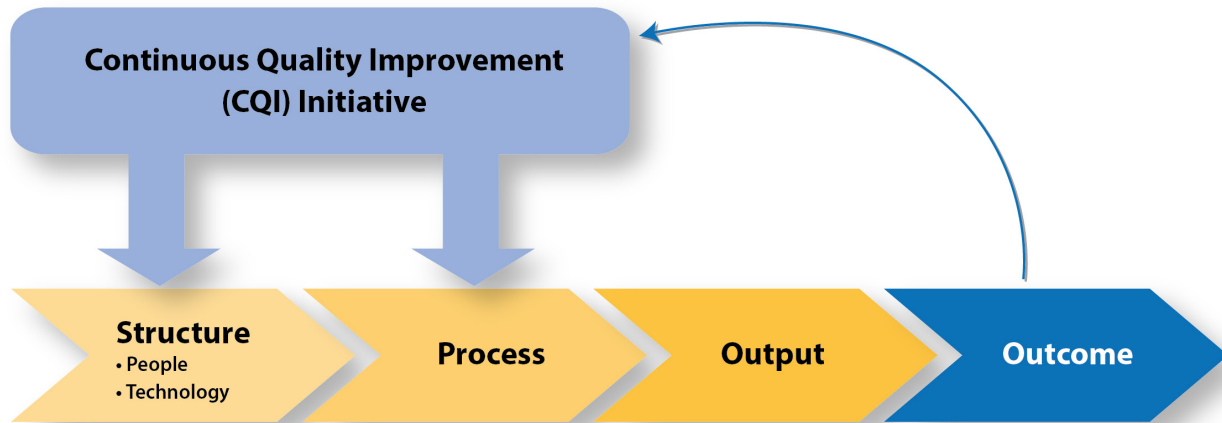 Continuous Quality Improvement
(CQI) Initiative
Structure
• People
• Technology
Process
Output
Outcome